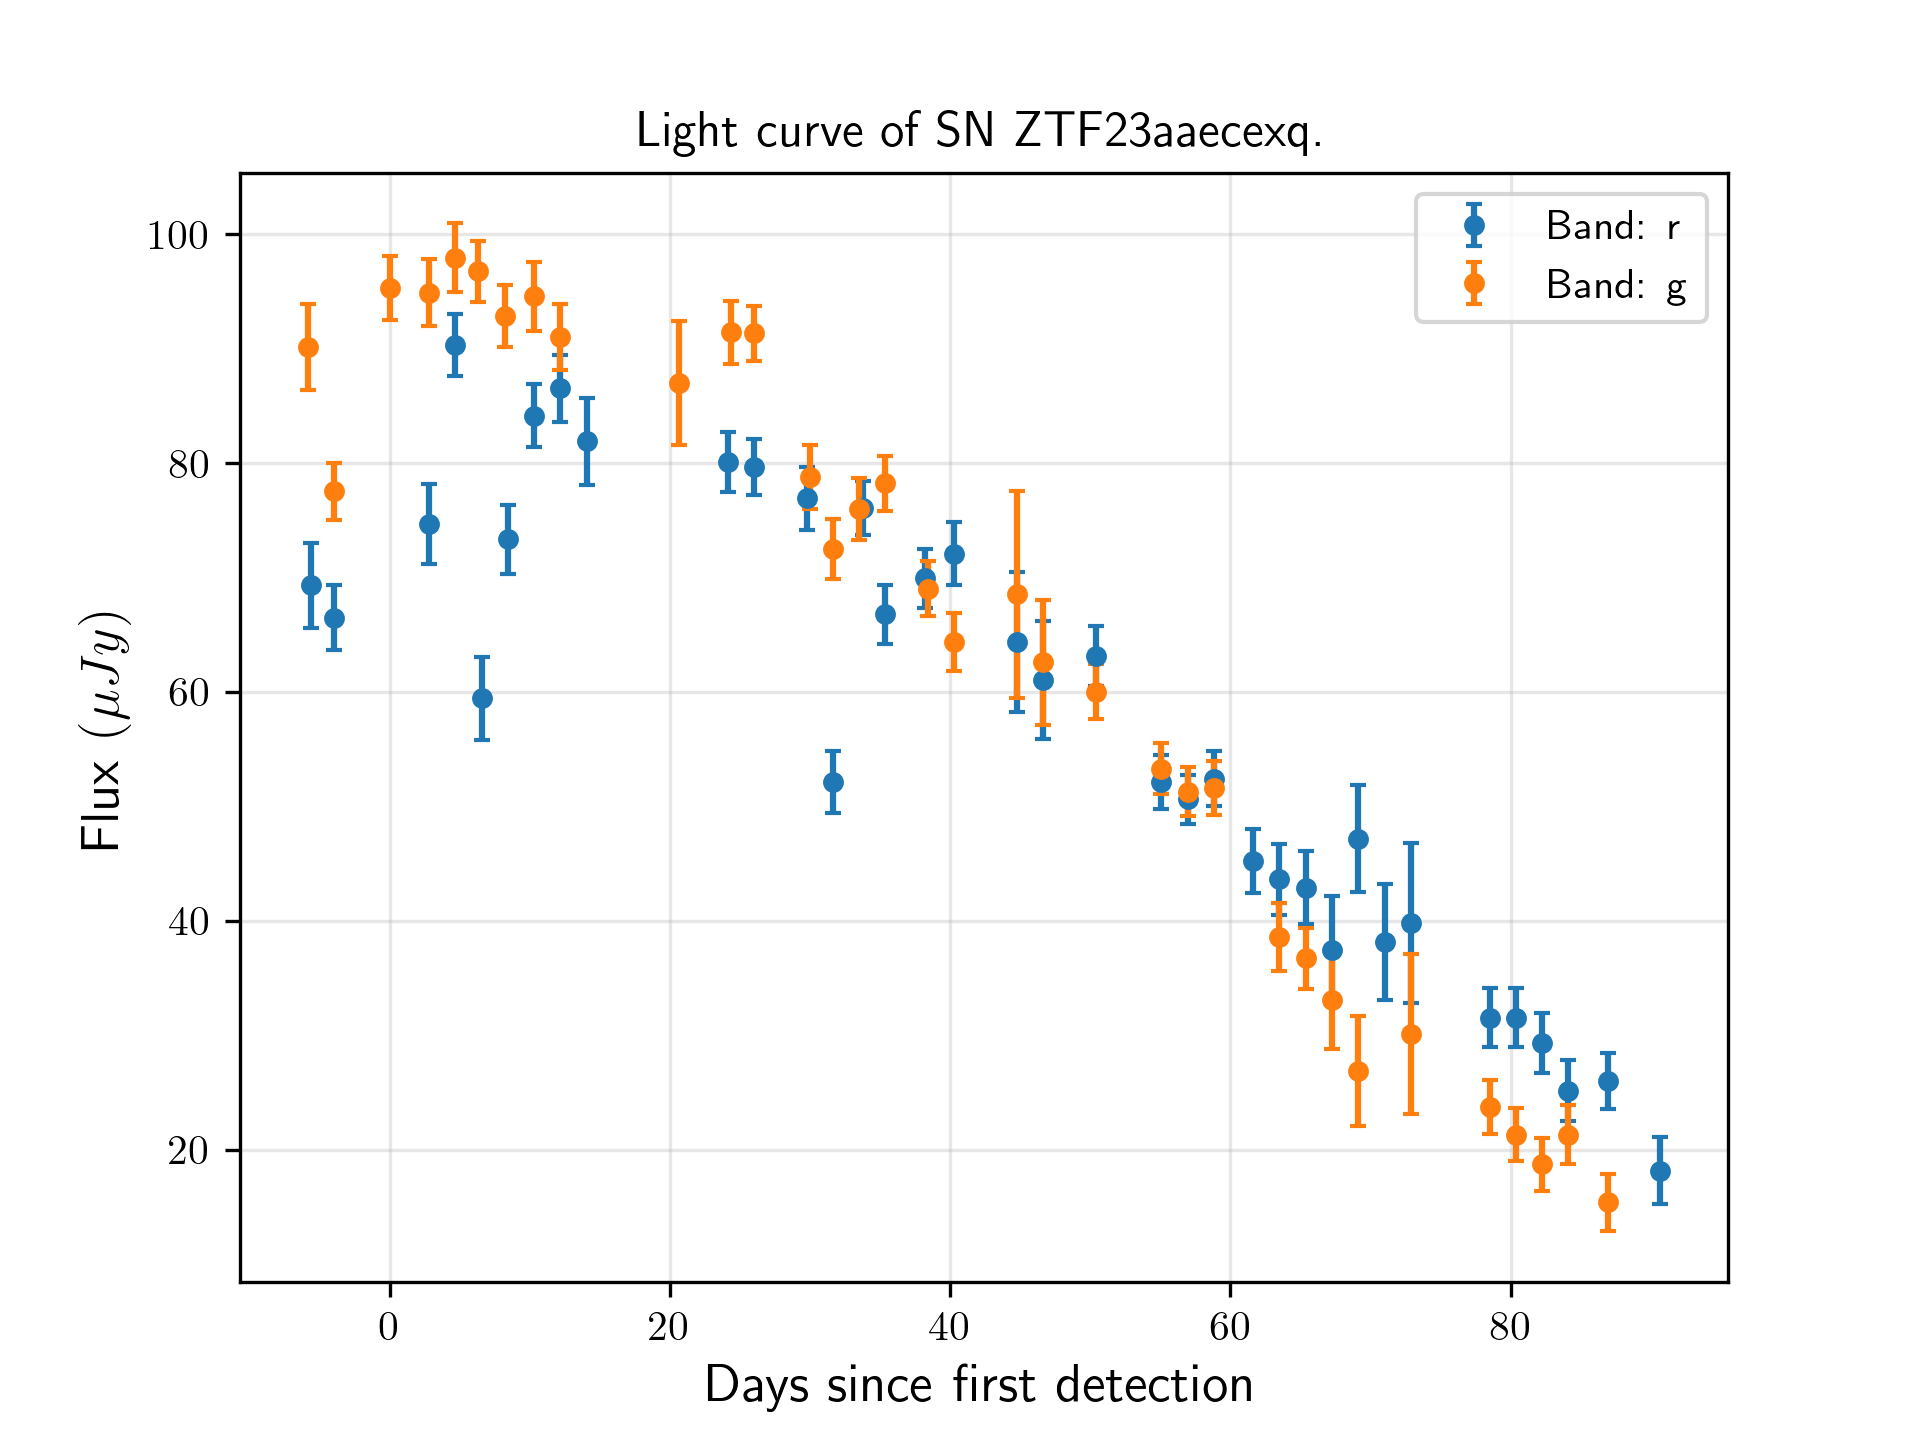 Light curve of SN ZTF23aaecexq.
Band: r
Band: g
100
80
60
40
20
Flux (μJy)
0 20 40 60 80
Days since first detection